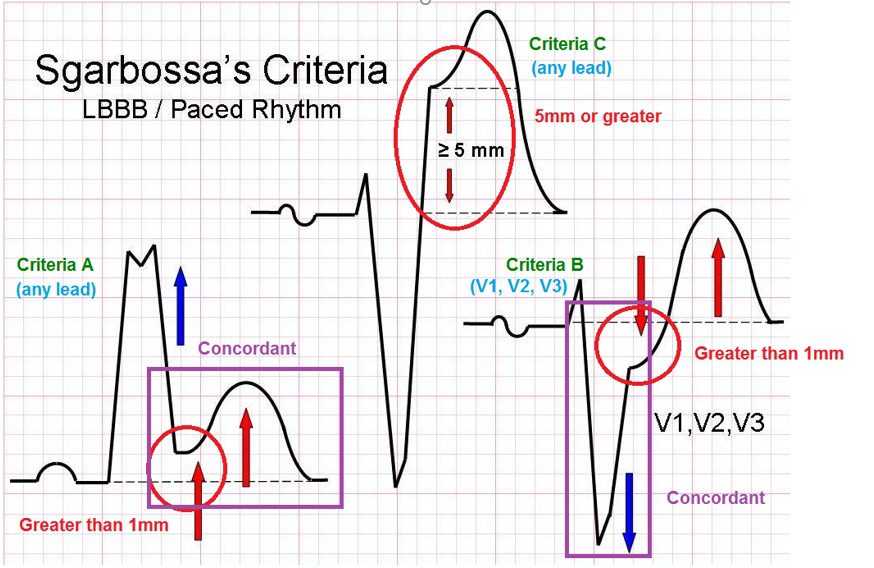 Sgarbossa's Criteria
LBBB / Paced Rhythm
Criteria C
(any lead)
5mm or greater
≥ 5 mm
Criteria A
(any lead)
Concordant
Greater than 1mm
Criteria B
(V1, V2, V3)
Greater than 1mm
V1,V2,V3
Concordant